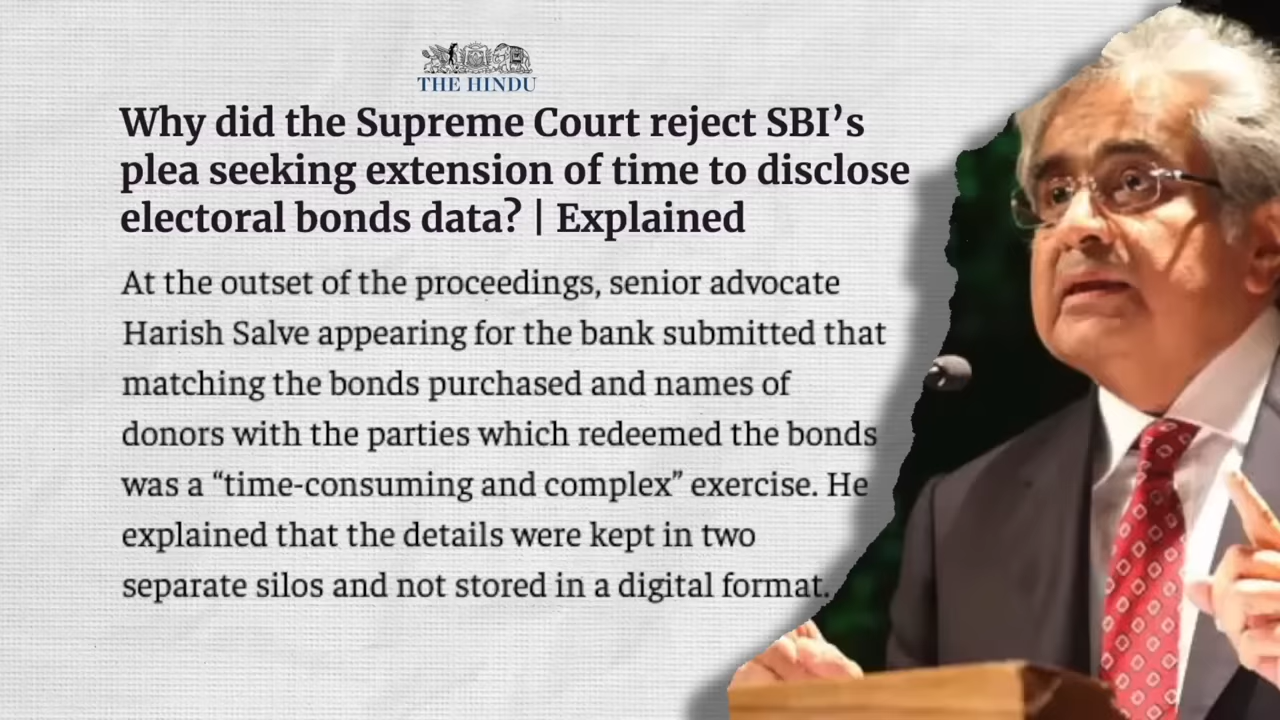 THE HINDU
Why did the Supreme Court reject SBI’s
plea seeking extension of time to disclose
electoral bonds data? | Explained
At the outset of the proceedings, senior advocate
Harish Salve appearing for the bank submitted that
matching the bonds purchased and names of
donors with the parties which redeemed the bonds
was a “time-consuming and complex” exercise. He
explained that the details were kept in two
separate silos and not stored in a digital format.